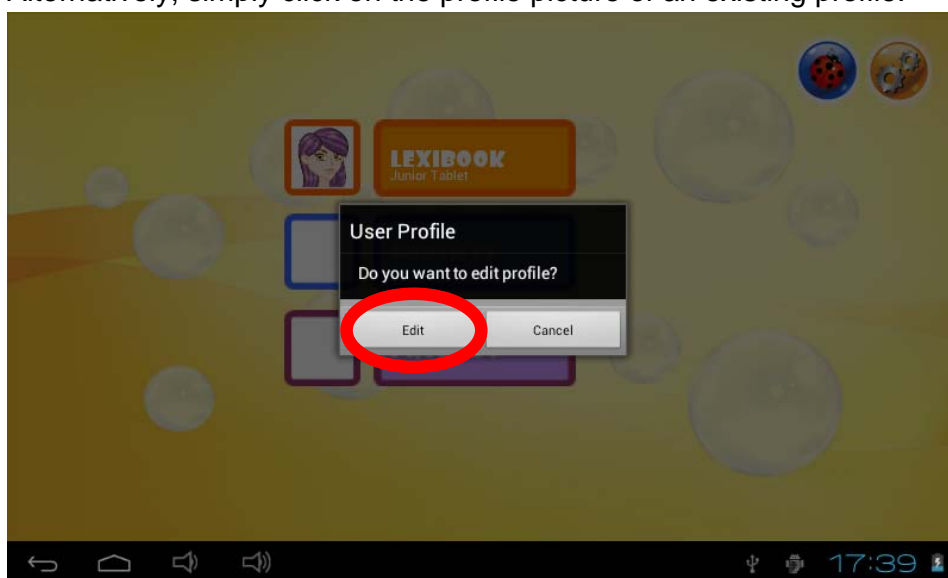 Alternatively, simply click on the profile picture of an existing profile.
LEXIBOOK
Junior Tablet
User Profile
Do you want to edit profile?
Edit
Cancel
17:39